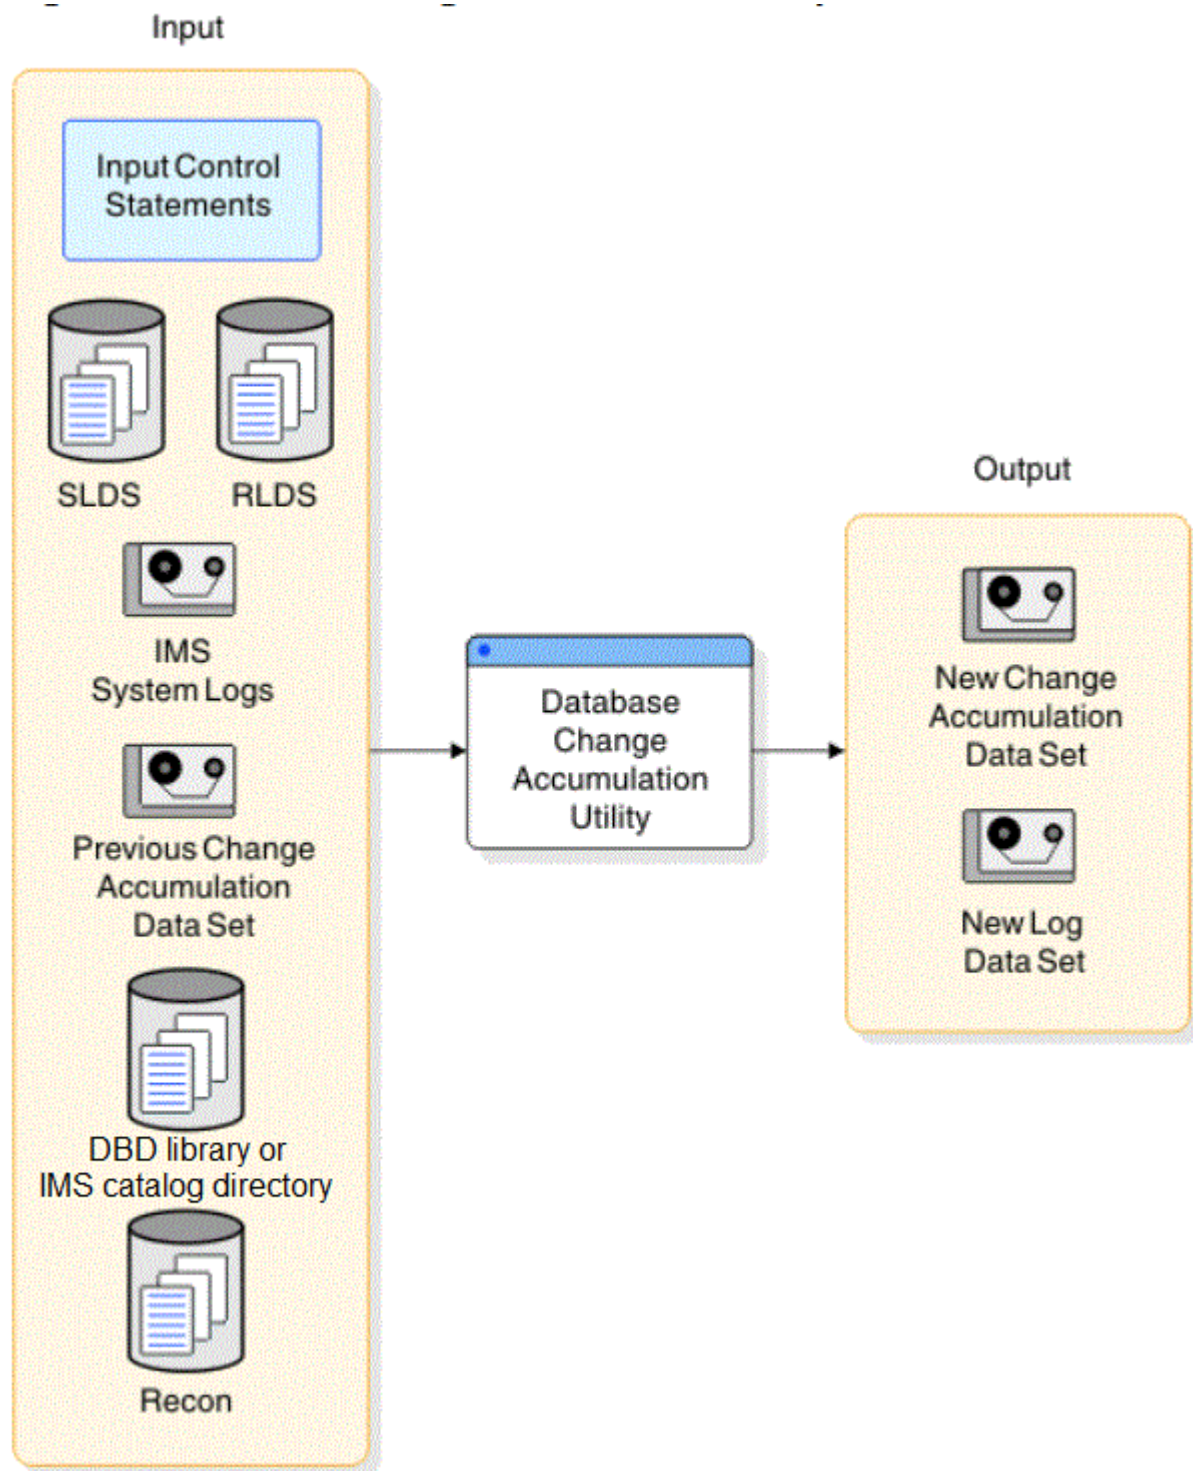 Input
Input Control
Statements
SLDS
RLDS
IMS
System Logs
Previous Change
Accumulation
Data Set
DBD library or
IMS catalog directory
Recon
Database
Change
Accumulation
Utility
Output
New Change
Accumulation
Data Set
New Log
Data Set